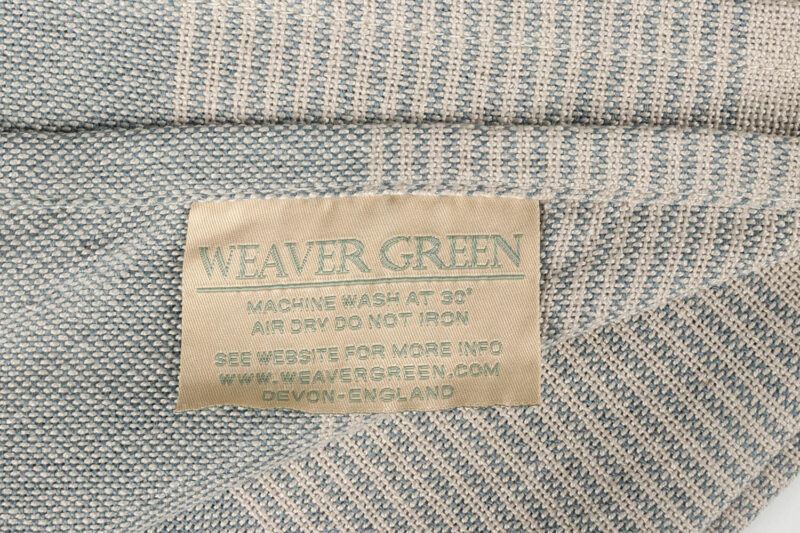 WEAVER GREEN
MACHINE WASH AT 30°
AIR DRY DO NOT IRON
SEE WEBSITE FOR MORE INFO
WWW.WEAVERGREEN.COM
DEVON-ENGLAND